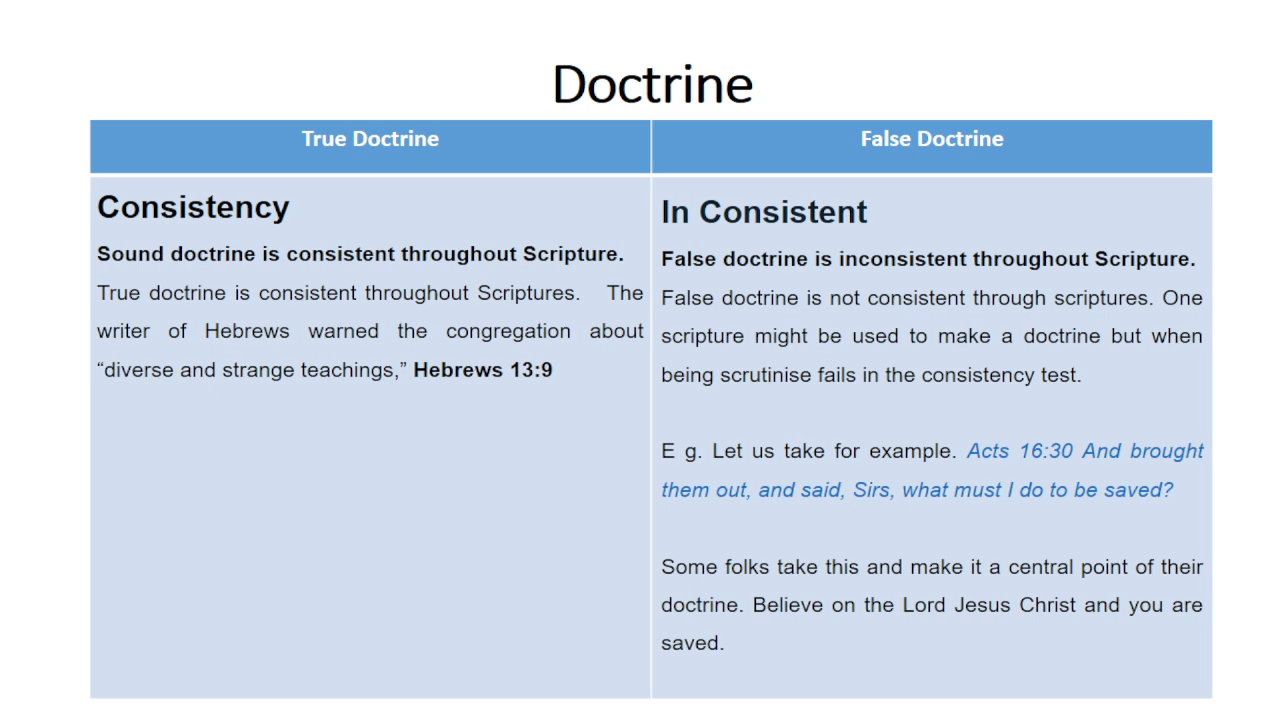 Doctrine
True Doctrine
False Doctrine
Consistency
Sound doctrine is consistent throughout Scripture.
True doctrine is consistent throughout Scriptures. The
writer of Hebrews warned the congregation about
“diverse and strange teachings,” Hebrews 13:9
In Consistent
False doctrine is inconsistent throughout Scripture.
False doctrine is not consistent through scriptures. One
scripture might be used to make a doctrine but when
being scrutinise fails in the consistency test.
E g. Let us take for example. Acts 16:30 And brought
them out, and said, Sirs, what must I do to be saved?
Some folks take this and make it a central point of their
doctrine. Believe on the Lord Jesus Christ and you are
saved.